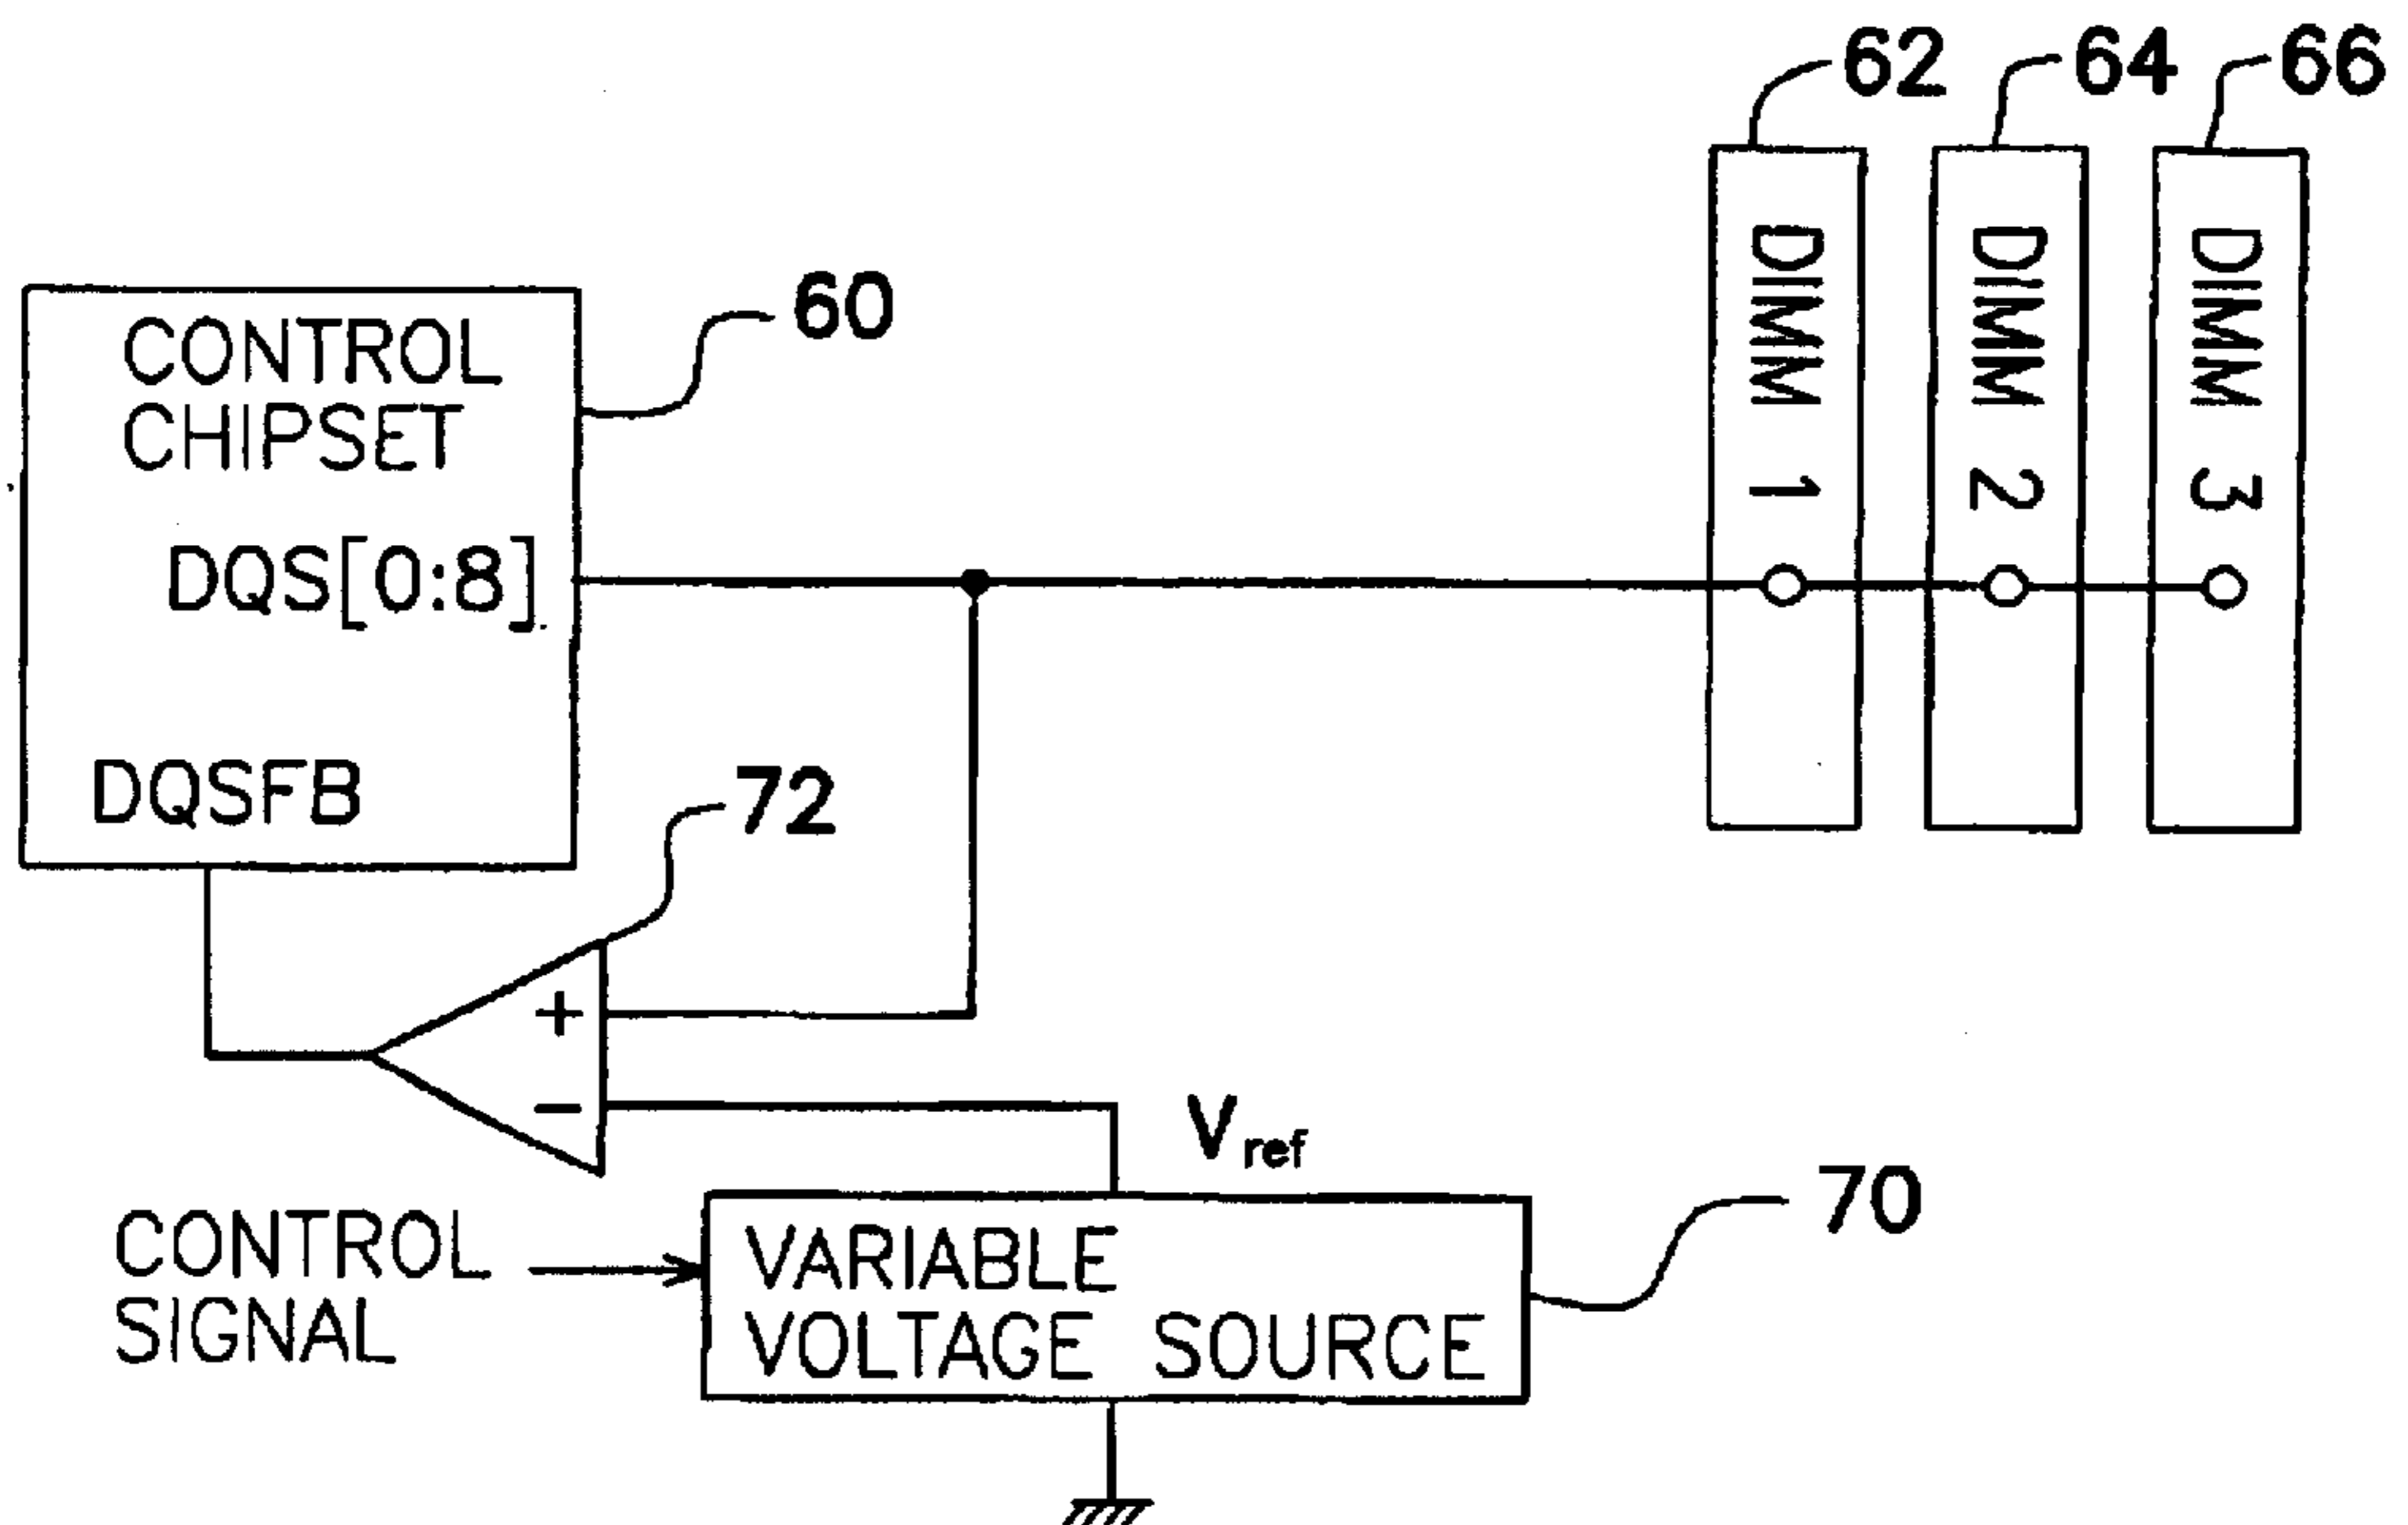 62
64
66
60
CONTROL
CHIPSET
DIMM 1
DIMM 2
DIMM 3
DQS[0:8]
DQSFB
72
+
−
Vref
70
CONTROL
SIGNAL
VARIABLE
VOLTAGE SOURCE